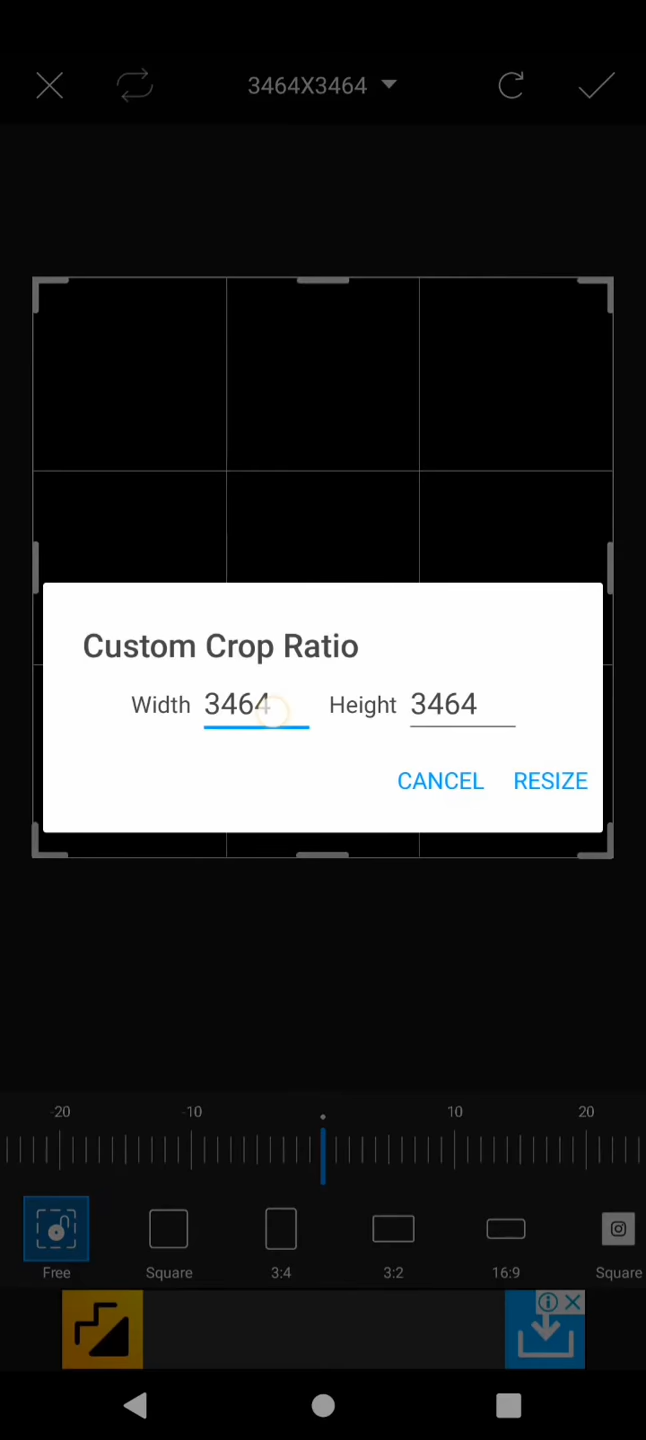 3464X3464
Custom Crop Ratio
Width 3464 Height 3464
CANCEL RESIZE
-20 -10 10 20
Free Square 3:4 3:2 16:9 Square